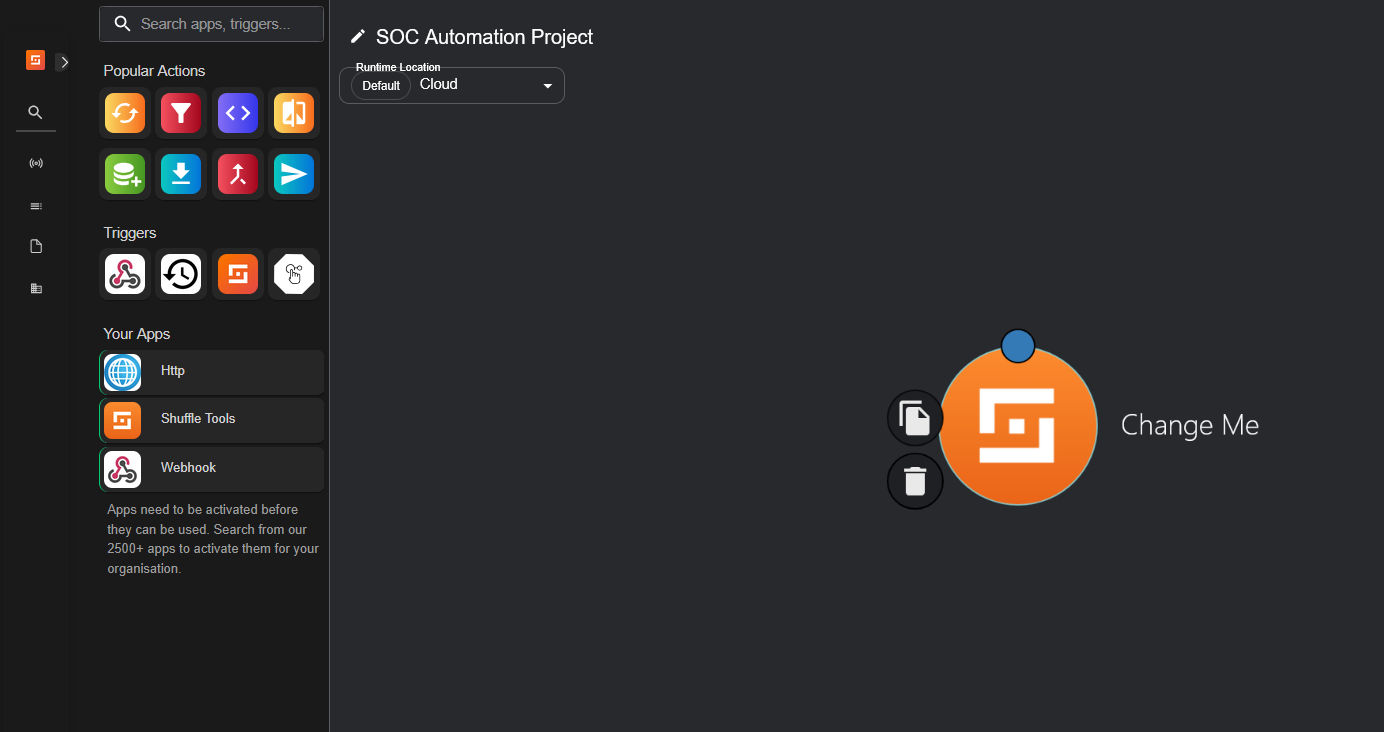 Search apps, triggers...
SOC Automation Project
Runtime Location
Default Cloud
Popular Actions
Triggers
Your Apps
Http
Shuffle Tools
Webhook
Apps need to be activated before
they can be used. Search from our
2500+ apps to activate them for your
organisation.
Change Me